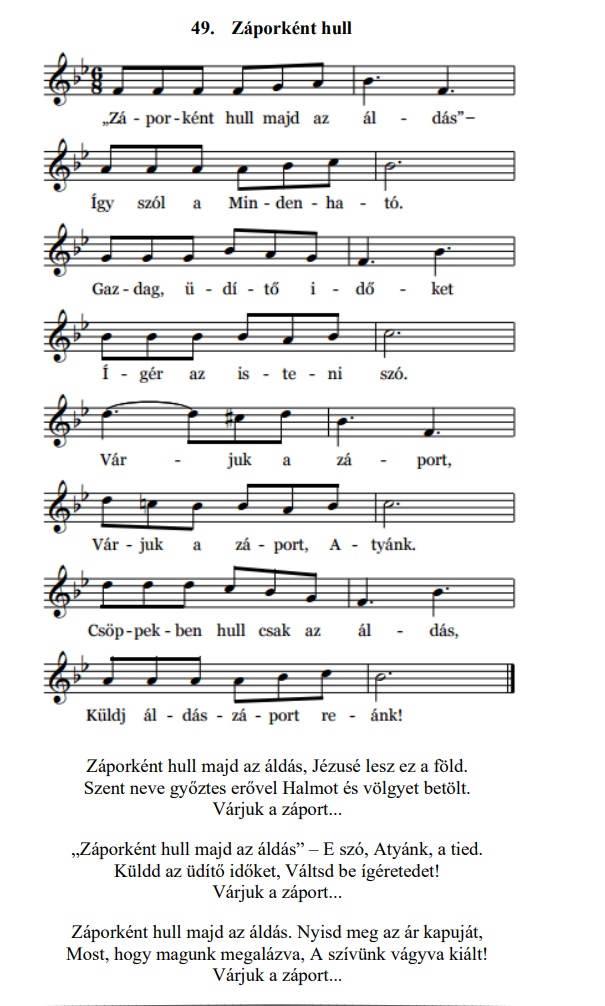 49. Záporként hull
6
8
„Zá - por - ként hull majd az ál - dás” –
Így szól a Min - den - ha - tó.
Gaz - dag, ü - dí - tő i - dő - ket
Í - gér az is - te - ni szó.
Vár - juk a zá - port,
Vár - juk a zá - port, A - tyánk.
Csöp - pek - ben hull csak az ál - dás,
Küldj ál - dás - zá - port re - ánk!
Záporként hull majd az áldás, Jézusé lesz ez a föld.
Szent neve győztes erővel Halmot és völgyet betölt.
Várjuk a záport...
„Záporként hull majd az áldás” – E szó, Atyánk, a tied.
Küldd az üdítő időket, Váltsd be ígéretedet!
Várjuk a záport...
Záporként hull majd az áldás. Nyisd meg az ár kapuját,
Most, hogy magunk megalázva, A szívünk vágyva kiált!
Várjuk a záport...